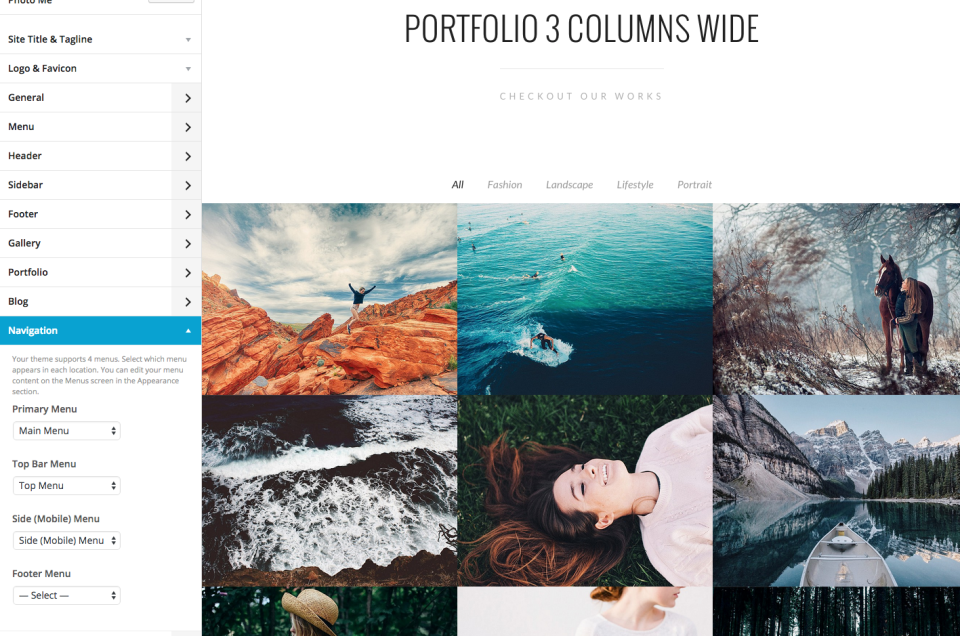 Photo Me
Site Title & Tagline
Logo & Favicon
General
Menu
Header
Sidebar
Footer
Gallery
Portfolio
Blog
Navigation
Your theme supports 4 menus. Select which menu
appears in each location. You can edit your menu
content on the Menus screen in the Appearance
section.
Primary Menu
Main Menu
Top Bar Menu
Top Menu
Side (Mobile) Menu
Side (Mobile) Menu
Footer Menu
— Select —
PORTFOLIO 3 COLUMNS WIDE
CHECKOUT OUR WORKS
All Fashion Landscape Lifestyle Portrait